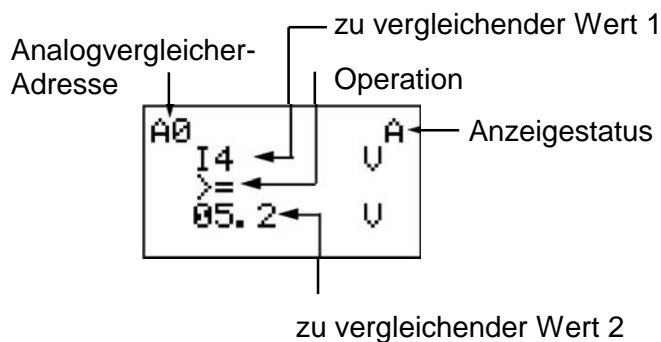 zu vergleichender Wert 1
Analogvergleicher-
Adresse
Operation
A0 A
Anzeigestatus
I4 V
>=
05.2 V
zu vergleichender Wert 2